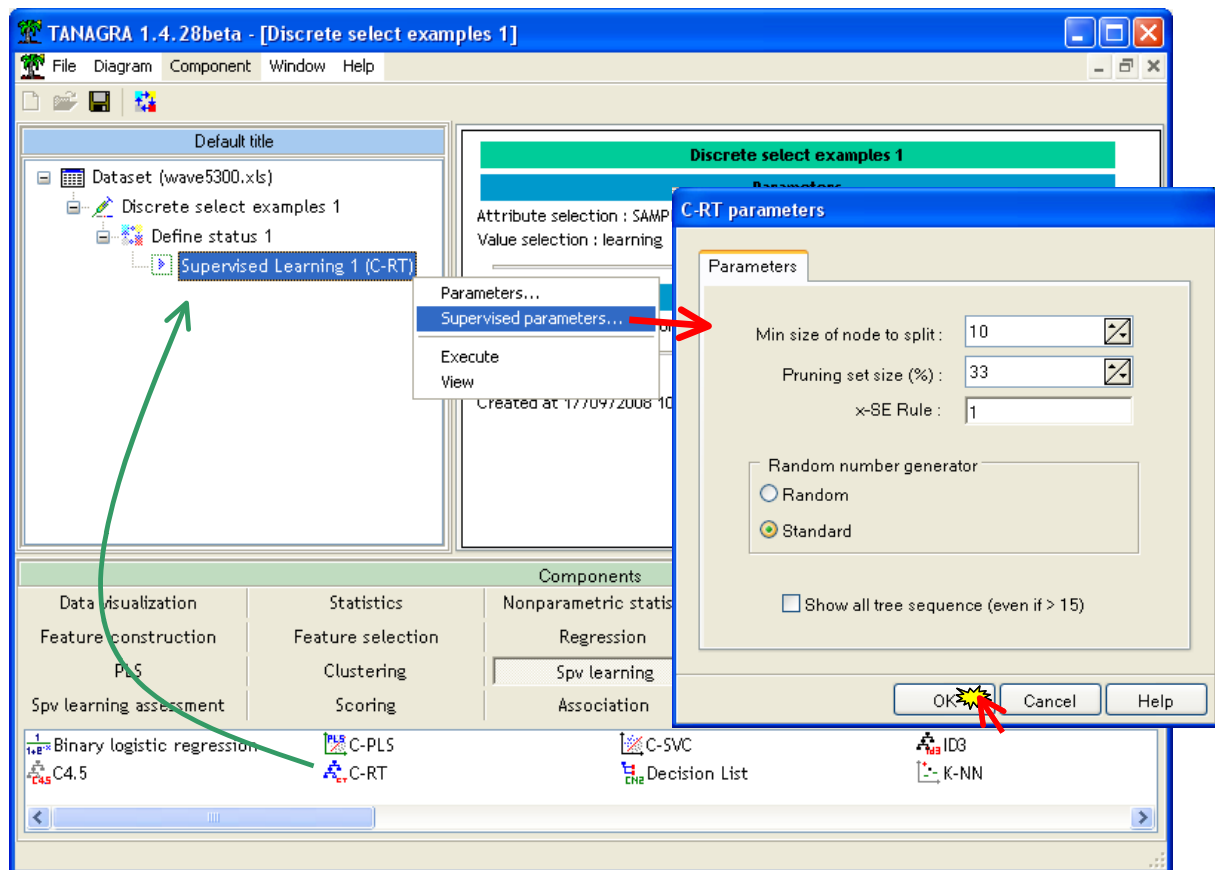 TANAGRA 1.4.28beta - [Discrete select examples 1]
File Diagram Component Window Help
Default title
Dataset (wave5300.xls)
Discrete select examples 1
Define status 1
Supervised Learning 1 (C-RT)
Discrete select examples 1
Parameters
Attribute selection : SAMP
Value selection : learning
Created at 17/09/2008 10
Parameters...
Supervised parameters...
Execute
View
C-RT parameters
Parameters
Min size of node to split : 10
Pruning set size (%) : 33
x-SE Rule : 1
Random number generator
Random
Standard
Show all tree sequence (even if > 15)
OK Cancel Help
Components
Data visualization Statistics Nonparametric statis
Feature construction Feature selection Regression
PLS Clustering Spv learning
Spv learning assessment Scoring Association
Binary logistic regression C-PLS C-SVC ID3
C4.5 C-RT Decision List K-NN